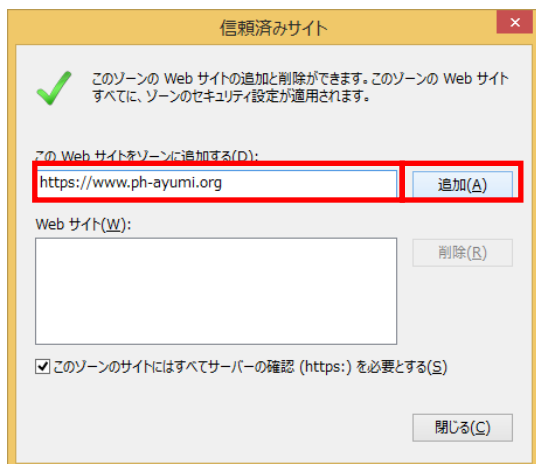 信頼済みサイト
このゾーンの Web サイトの追加と削除ができます。このゾーンの Web サイト
すべてに、ゾーンのセキュリティ設定が適用されます。
この Web サイトをゾーンに追加する(D):
https://www.ph-ayumi.org
追加(A)
Web サイト(W):
削除(R)
このゾーンのサイトにはすべてサーバーの確認 (https:) を必要とする(S)
閉じる(C)